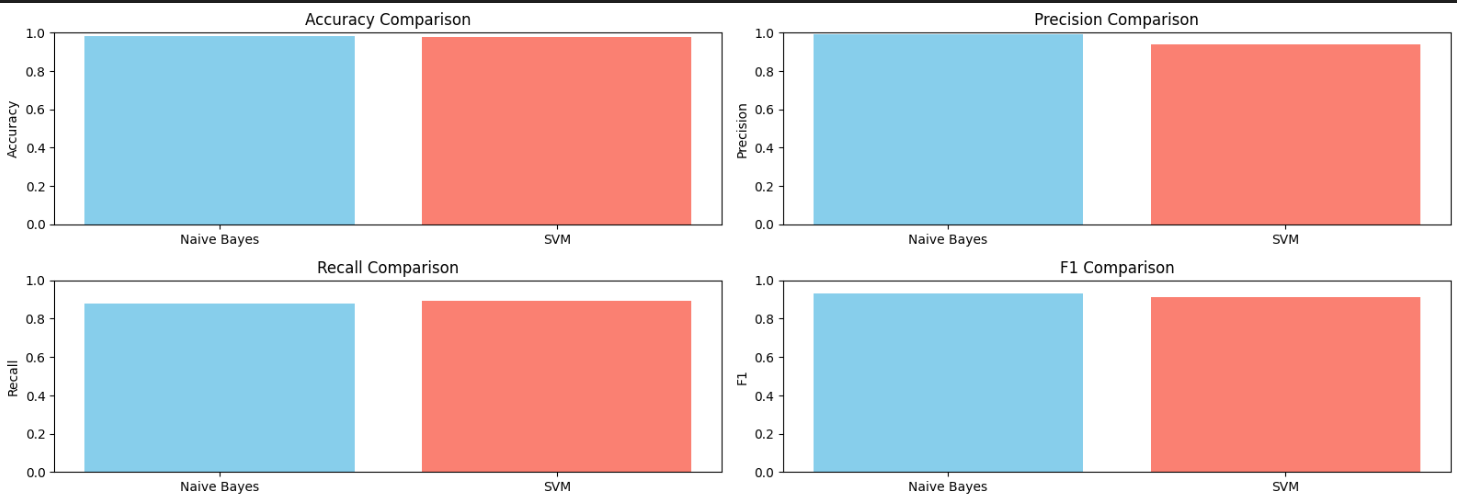 Accuracy Comparison
1.0
0.8
0.6
0.4
0.2
0.0
Accuracy
Naive Bayes SVM
Precision Comparison
1.0
0.8
0.6
0.4
0.2
0.0
Precision
Naive Bayes SVM
Recall Comparison
1.0
0.8
0.6
0.4
0.2
0.0
Recall
Naive Bayes SVM
F1 Comparison
1.0
0.8
0.6
0.4
0.2
0.0
F1
Naive Bayes SVM